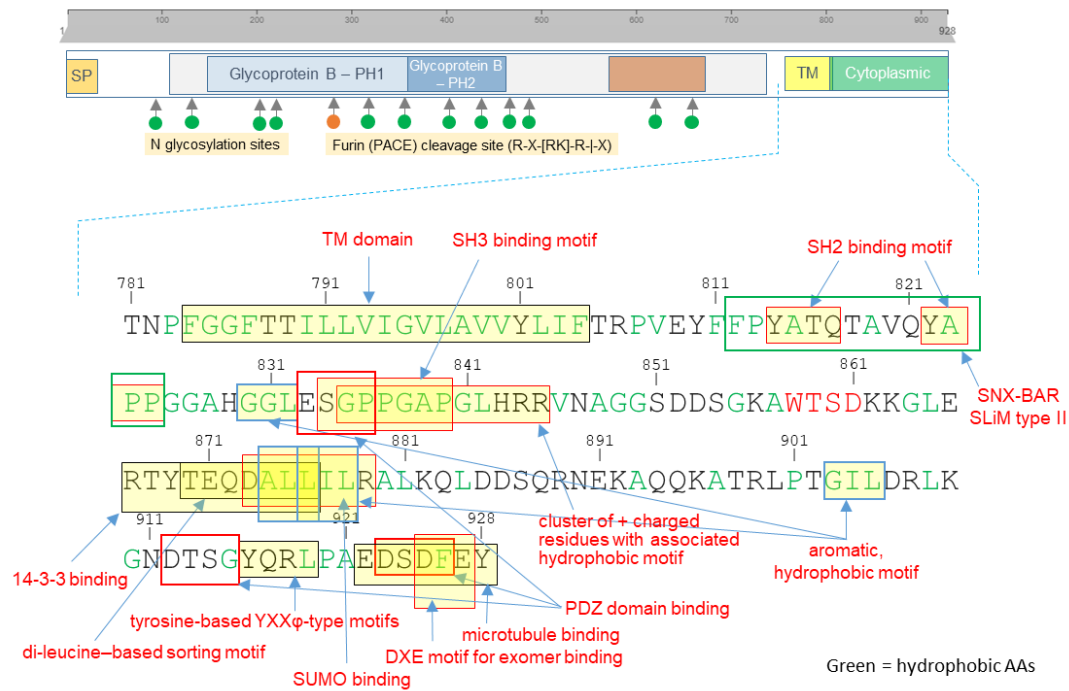 1 100 200 300 400 500 600 700 800 900 928
SP
Glycoprotein B – PH1
Glycoprotein B
– PH2
TM
Cytoplasmic
N glycosylation sites
Furin (PACE) cleavage site (R-X-[RK]-R-|-X)
TM domain
SH3 binding motif
SH2 binding motif
781 791 801 811 821
TNPFGGFTTILLVIGVLAVVYLIFTRPVEYFFPYATQTAVQYA
831 841 851 861
PPGGAHGGLESGPPGAPGLHRRVNAGGSDDSGKAWTSDKKGLE
SNX-BAR
SLiM type II
871 881 891 901
RTYTEQDALLILRALKQLDDSQRNEKAQQKATRLPTGILDRLK
911 921 928
GNDTSGYQRLPAEDSDFEY
cluster of + charged
residues with associated
hydrophobic motif
aromatic,
hydrophobic motif
14-3-3 binding
PDZ domain binding
tyrosine-based YXXφ-type motifs
microtubule binding
di-leucine–based sorting motif
DXE motif for exomer binding
SUMO binding
Green = hydrophobic AAs